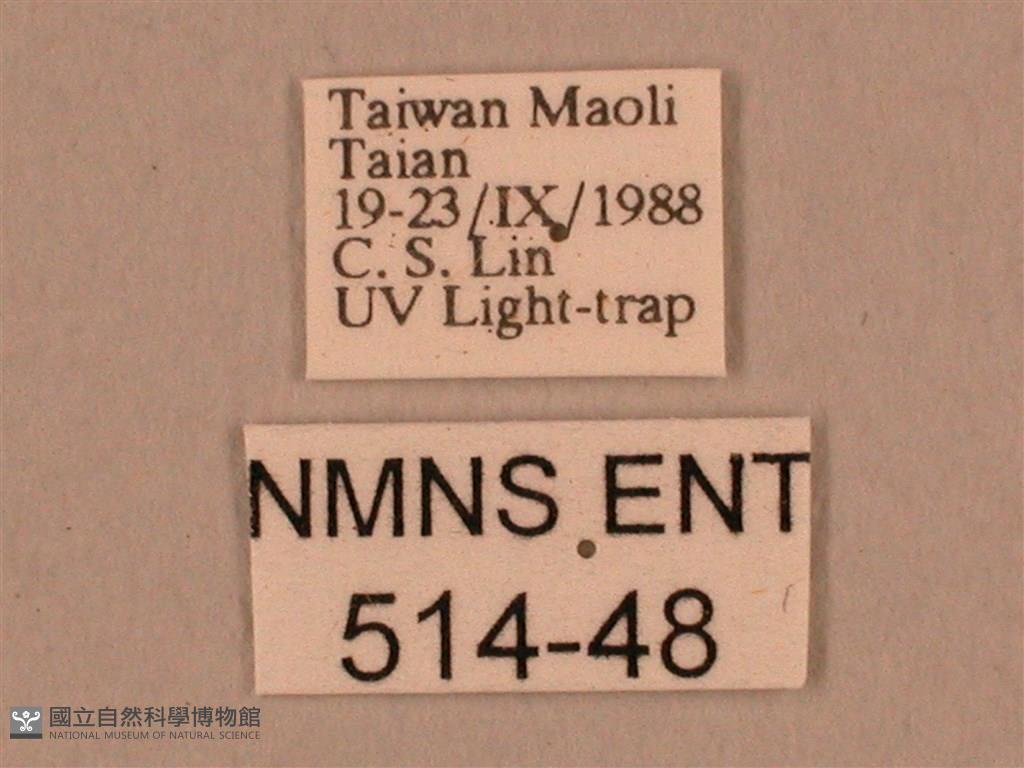 Taiwan Maoli
Taian
19-23/IX/1988
C. S. Lin
UV Light-trap
NMNS ENT
514-48
國立自然科學博物館
NATIONAL MUSEUM OF NATURAL SCIENCE